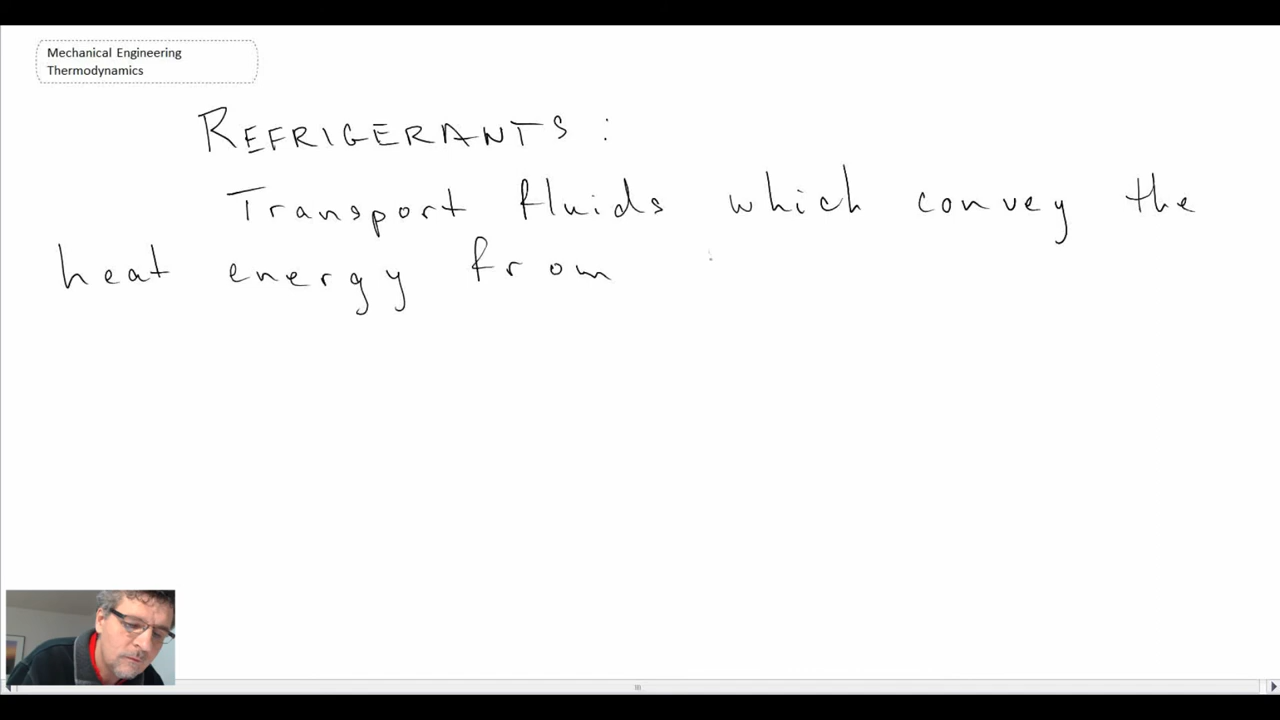 Mechanical Engineering
Thermodynamics
REFRIGERANTS :
Transport fluids which convey the
heat energy from